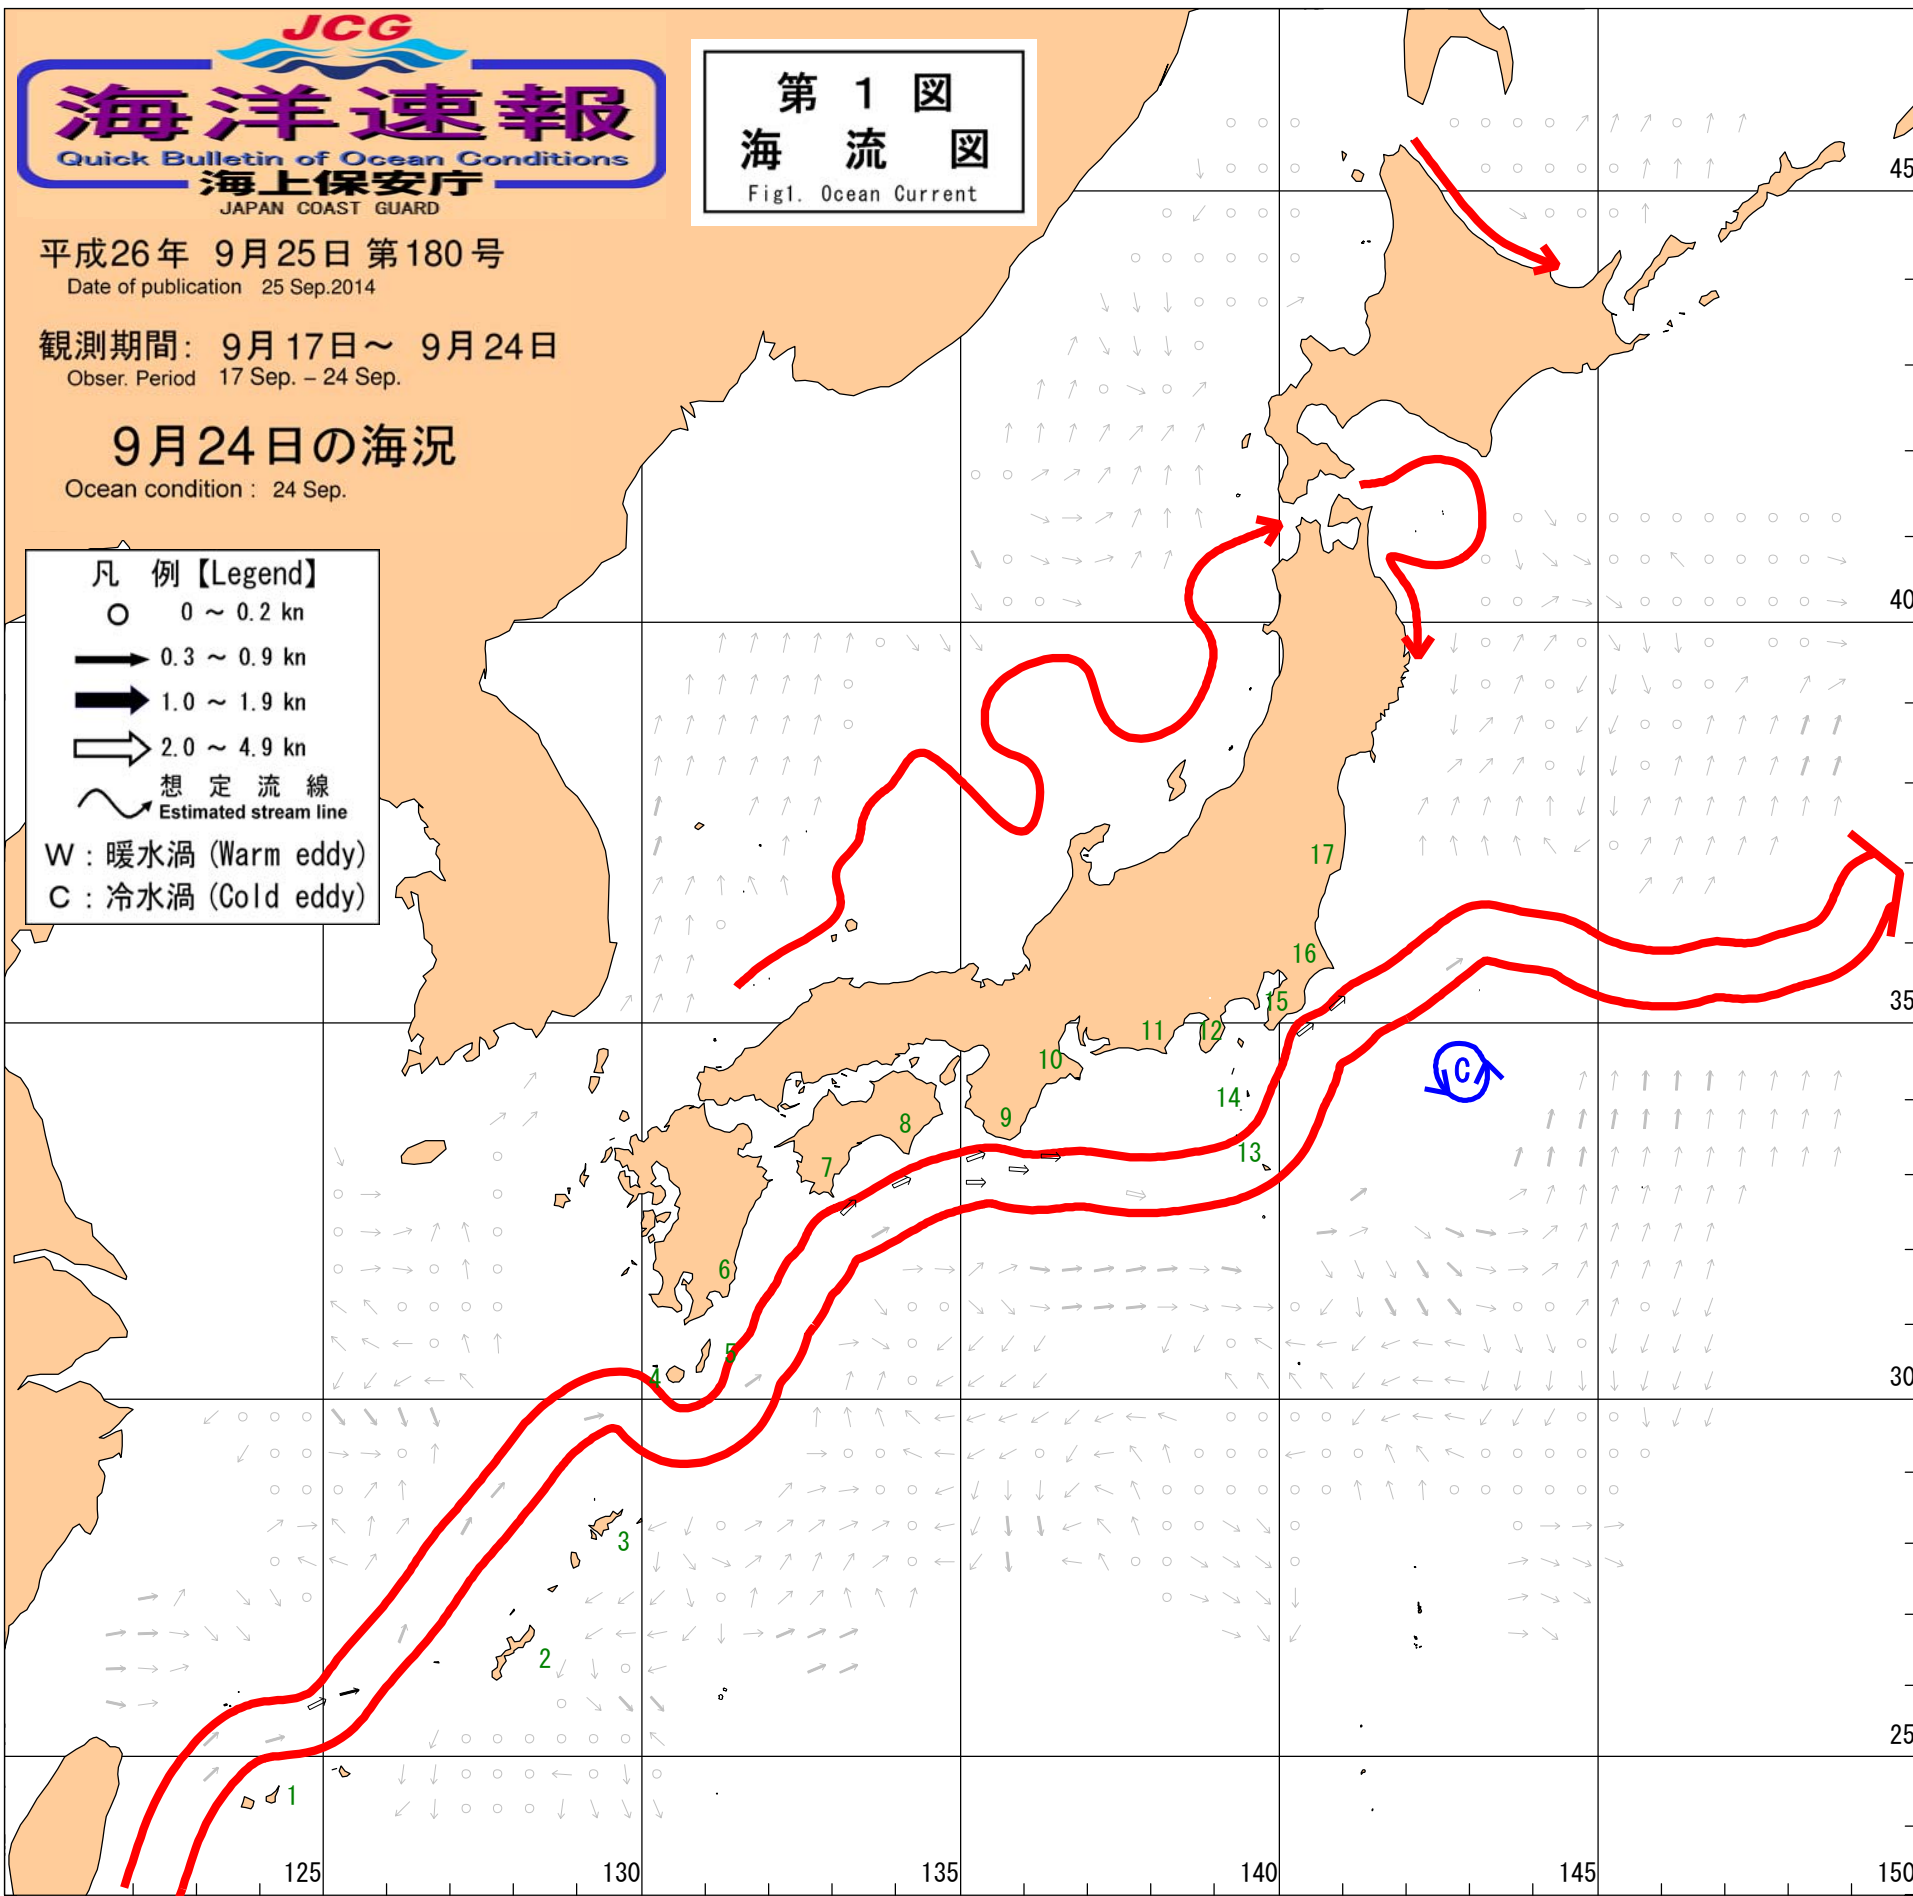 JCG
海洋速報
Quick Bulletin of Ocean Conditions
海上保安庁
JAPAN COAST GUARD
平成26年 9月25日 第180号
Date of publication 25 Sep.2014
観測期間: 9月17日～ 9月24日
Obser. Period 17 Sep. – 24 Sep.
9月24日の海況
Ocean condition : 24 Sep.
第 1 図
海 流 図
Fig1. Ocean Current
凡 例【Legend】
0 ～ 0.2 kn
0.3 ～ 0.9 kn
1.0 ～ 1.9 kn
2.0 ～ 4.9 kn
想 定 流 線
Estimated stream line
W : 暖水渦 (Warm eddy)
C : 冷水渦 (Cold eddy)
45
40
17
16
35
15
12
11
10
C
14
9
8
13
7
6
5
4
30
3
2
25
1
125
130
135
140
145
150